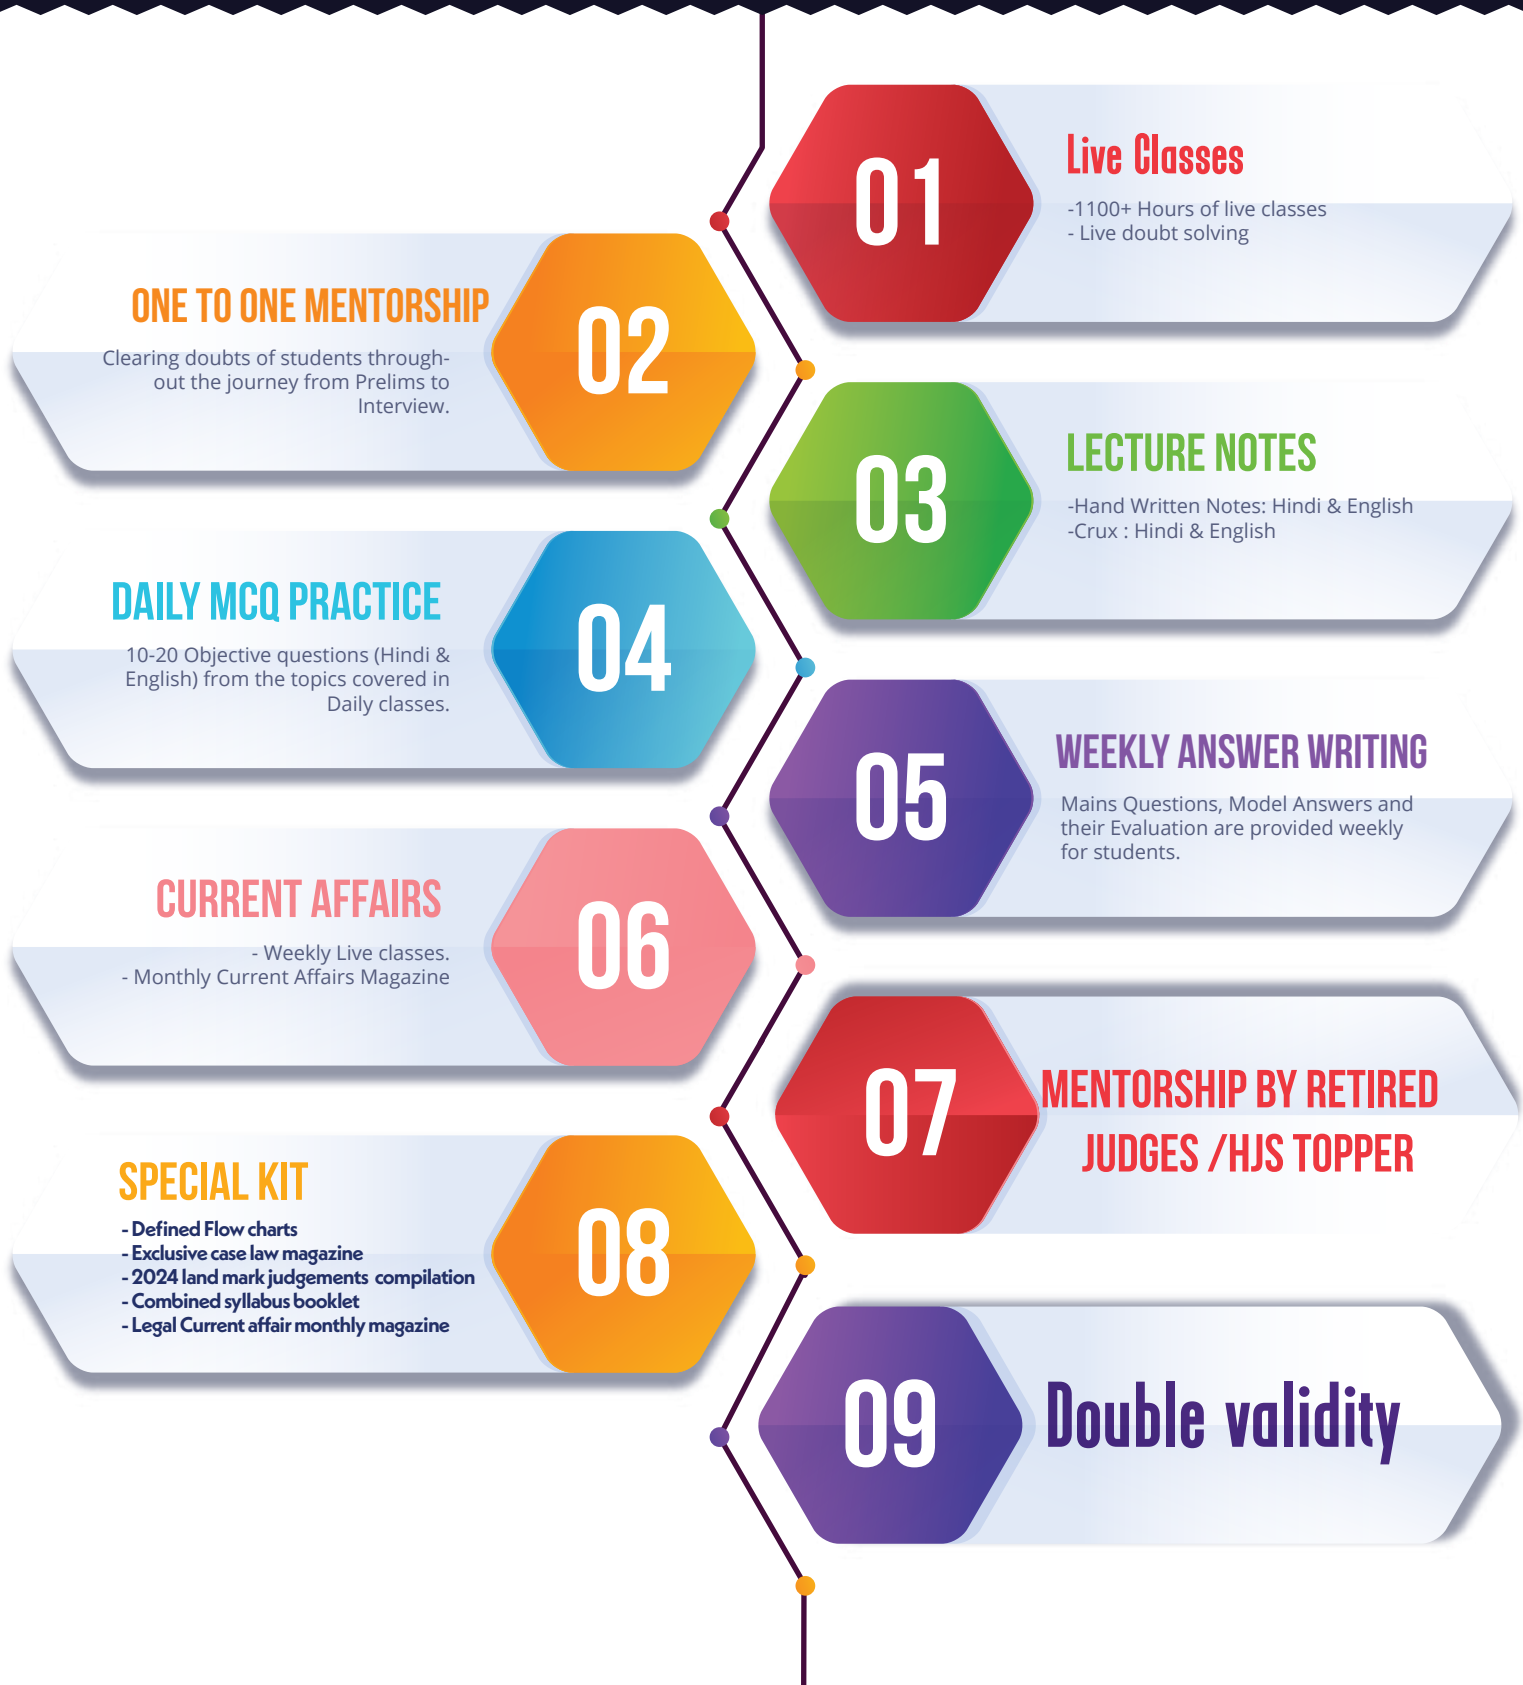 01
Live Classes
-1100+ Hours of live classes
- Live doubt solving
02
ONE TO ONE MENTORSHIP
Clearing doubts of students through-
out the journey from Prelims to
Interview.
03
LECTURE NOTES
-Hand Written Notes: Hindi & English
-Crux : Hindi & English
04
DAILY MCQ PRACTICE
10-20 Objective questions (Hindi &
English) from the topics covered in
Daily classes.
05
WEEKLY ANSWER WRITING
Mains Questions, Model Answers and
their Evaluation are provided weekly
for students.
06
CURRENT AFFAIRS
- Weekly Live classes.
- Monthly Current Affairs Magazine
07
MENTORSHIP BY RETIRED
JUDGES /HJS TOPPER
08
SPECIAL KIT
- Defined Flow charts
- Exclusive case law magazine
- 2024 land mark judgements compilation
- Combined syllabus booklet
- Legal Current affair monthly magazine
09
Double validity